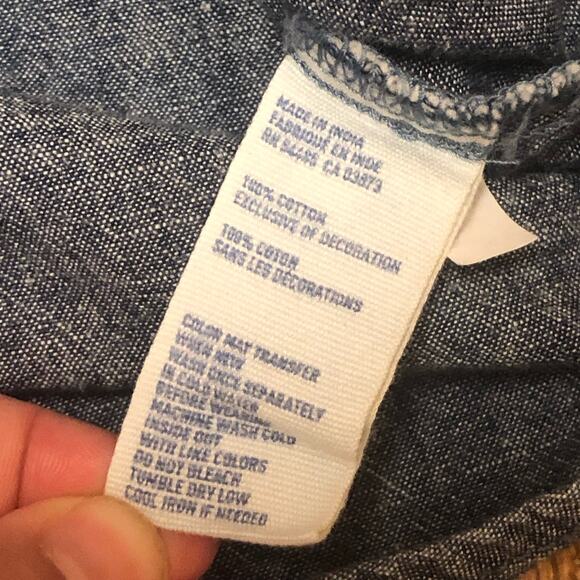 MADE IN INDIA
FABRIQUE EN INDE
RN 54485 CA 03873
100% COTTON
EXCLUSIVE OF DECORATION
100% COTON
SANS LES DÉCORATIONS
COLOR MAY TRANSFER
WHEN NEW
WASH ONCE SEPARATELY
IN COLD WATER
BEFORE WEARING
MACHINE WASH COLD
INSIDE OUT
WITH LIKE COLORS
DO NOT BLEACH
TUMBLE DRY LOW
COOL IRON IF NEEDED